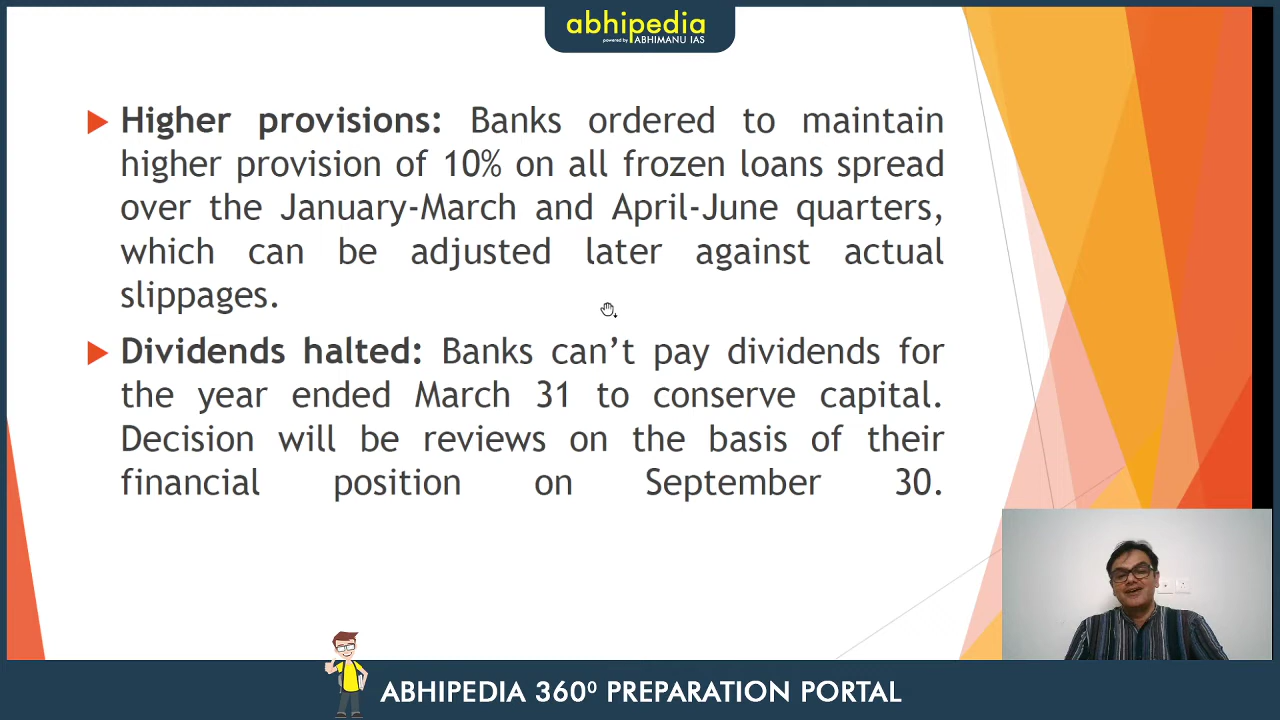 abhipedia
powered by ABHIMANU IAS
Higher provisions: Banks ordered to maintain
higher provision of 10% on all frozen loans spread
over the January-March and April-June quarters,
which can be adjusted later against actual
slippages.
Dividends halted: Banks can’t pay dividends for
the year ended March 31 to conserve capital.
Decision will be reviews on the basis of their
financial position on September 30.
ABHIPEDIA 360⁰ PREPARATION PORTAL